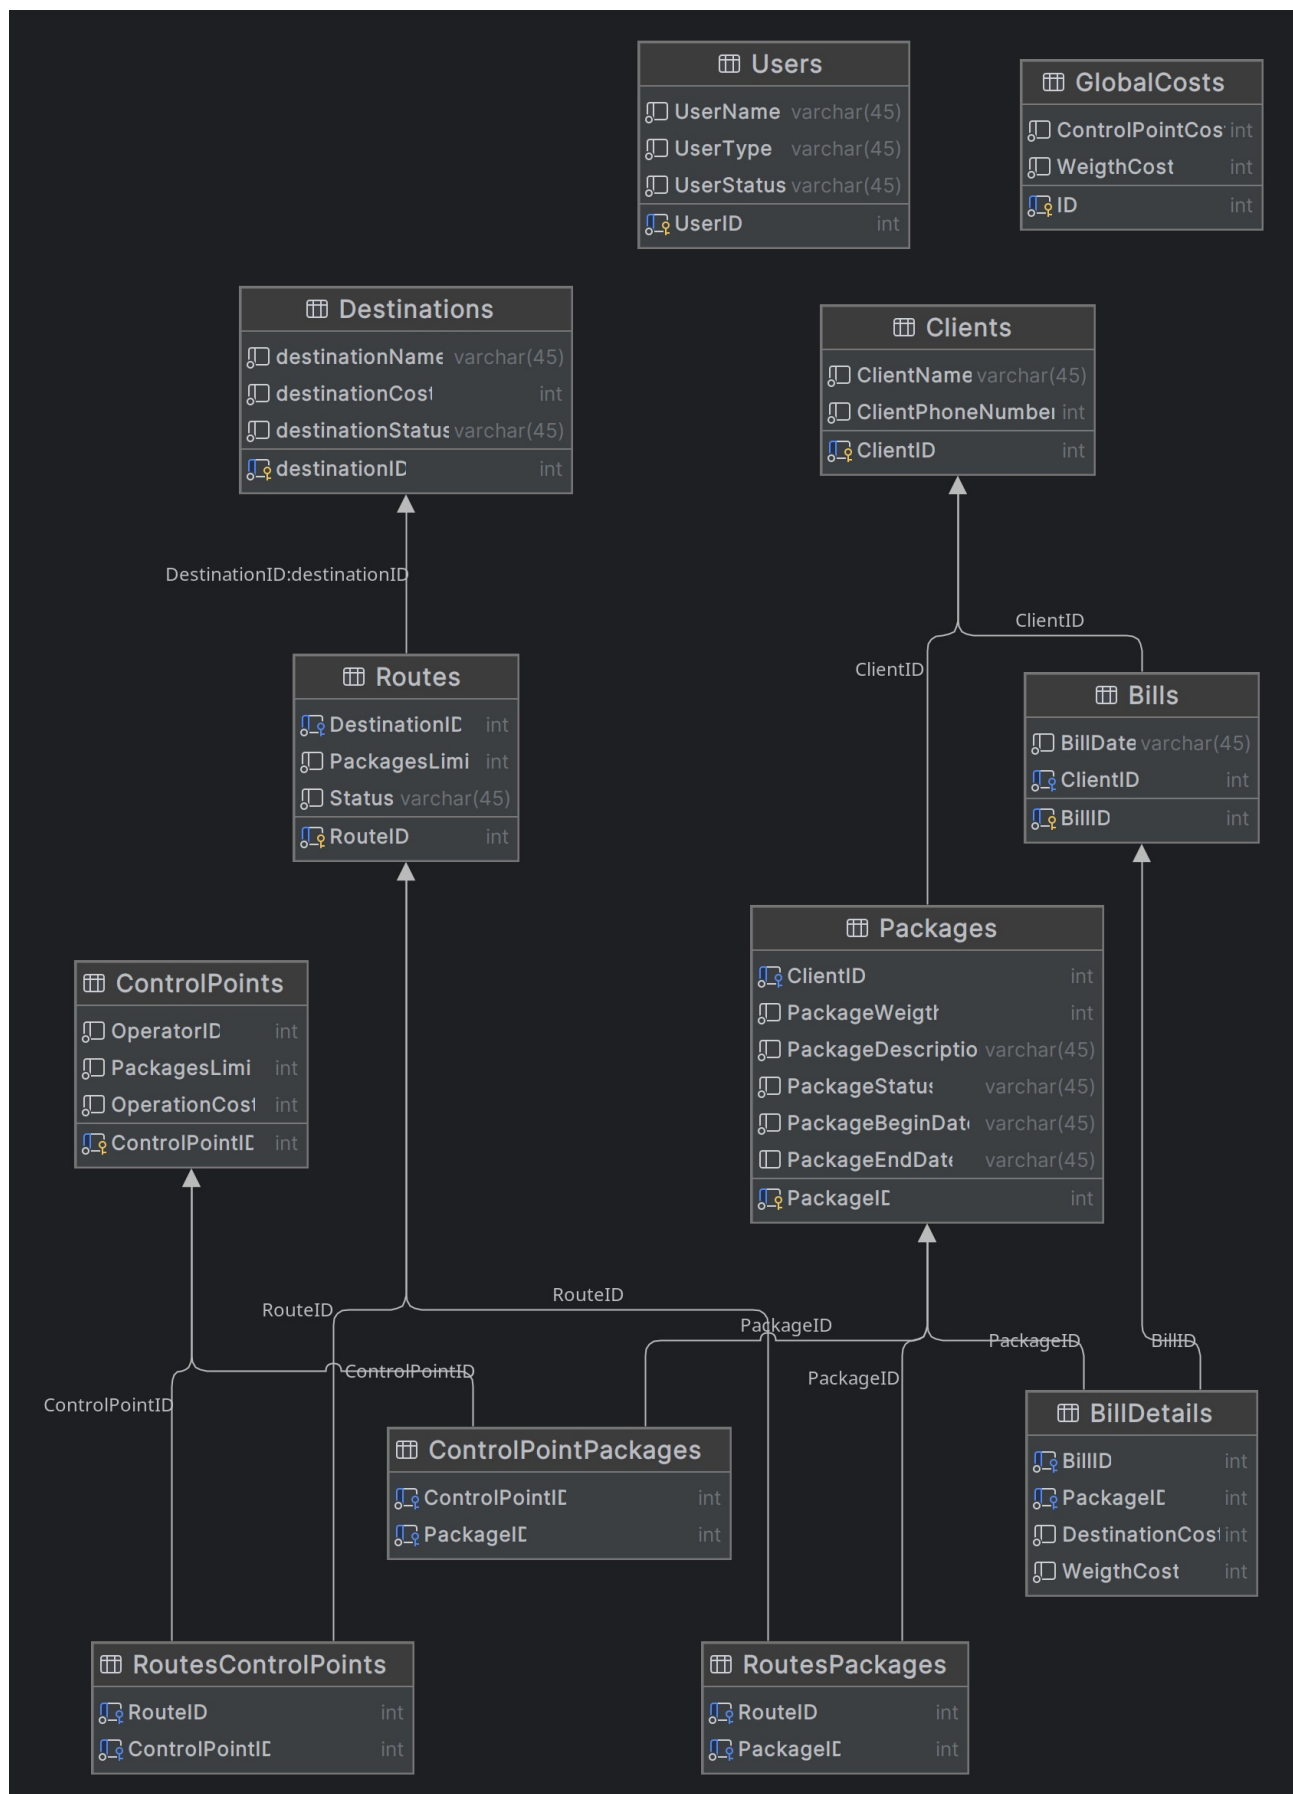 Users
UserName varchar(45)
UserType varchar(45)
UserStatus varchar(45)
UserID int
GlobalCosts
ControlPointCos int
WeigthCost int
ID int
Destinations
destinationName varchar(45)
destinationCost int
destinationStatus varchar(45)
destinationID int
Clients
ClientName varchar(45)
ClientPhoneNumber int
ClientID int
DestinationID:destinationID
ClientID
ClientID
Routes
DestinationID int
PackagesLimi int
Status varchar(45)
RouteID int
Bills
BillDate varchar(45)
ClientID int
BillID int
Packages
ClientID int
PackageWeigth int
PackageDescriptio varchar(45)
PackageStatus varchar(45)
PackageBeginDate varchar(45)
PackageEndDate varchar(45)
PackageID int
ControlPoints
OperatorID int
PackagesLimi int
OperationCost int
ControlPointID int
RouteID
RouteID
PackageID
PackageID
BillID
ControlPointID
PackageID
ControlPointID
ControlPointPackages
ControlPointID int
PackageID int
BillDetails
BillID int
PackageID int
DestinationCost int
WeigthCost int
RoutesControlPoints
RouteID int
ControlPointID int
RoutesPackages
RouteID int
PackageID int